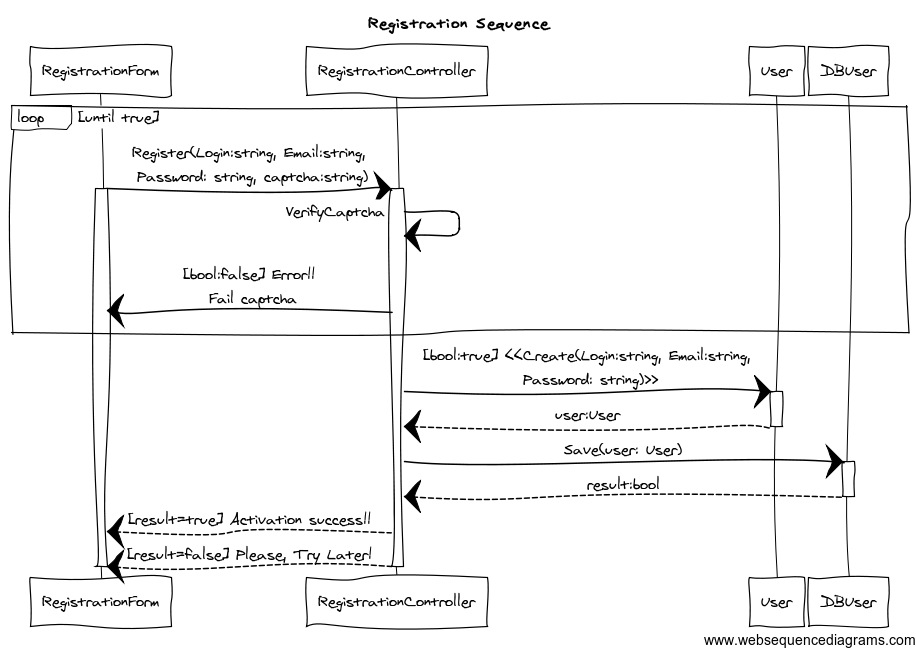 Registration Sequence
RegistrationForm
RegistrationController
User
DBUser
loop
[until true]
Register(Login:string, Email:string,
Password: string, captcha:string)
VerifyCaptcha
[bool:false] Error!!
Fail captcha
[bool:true] <<Create(Login:string, Email:string,
Password: string)>>
user:User
Save(user: User)
result:bool
[result=true] Activation success!!
[result=false] Please, Try Later!
RegistrationForm
RegistrationController
User
DBUser
www.websequencediagrams.com